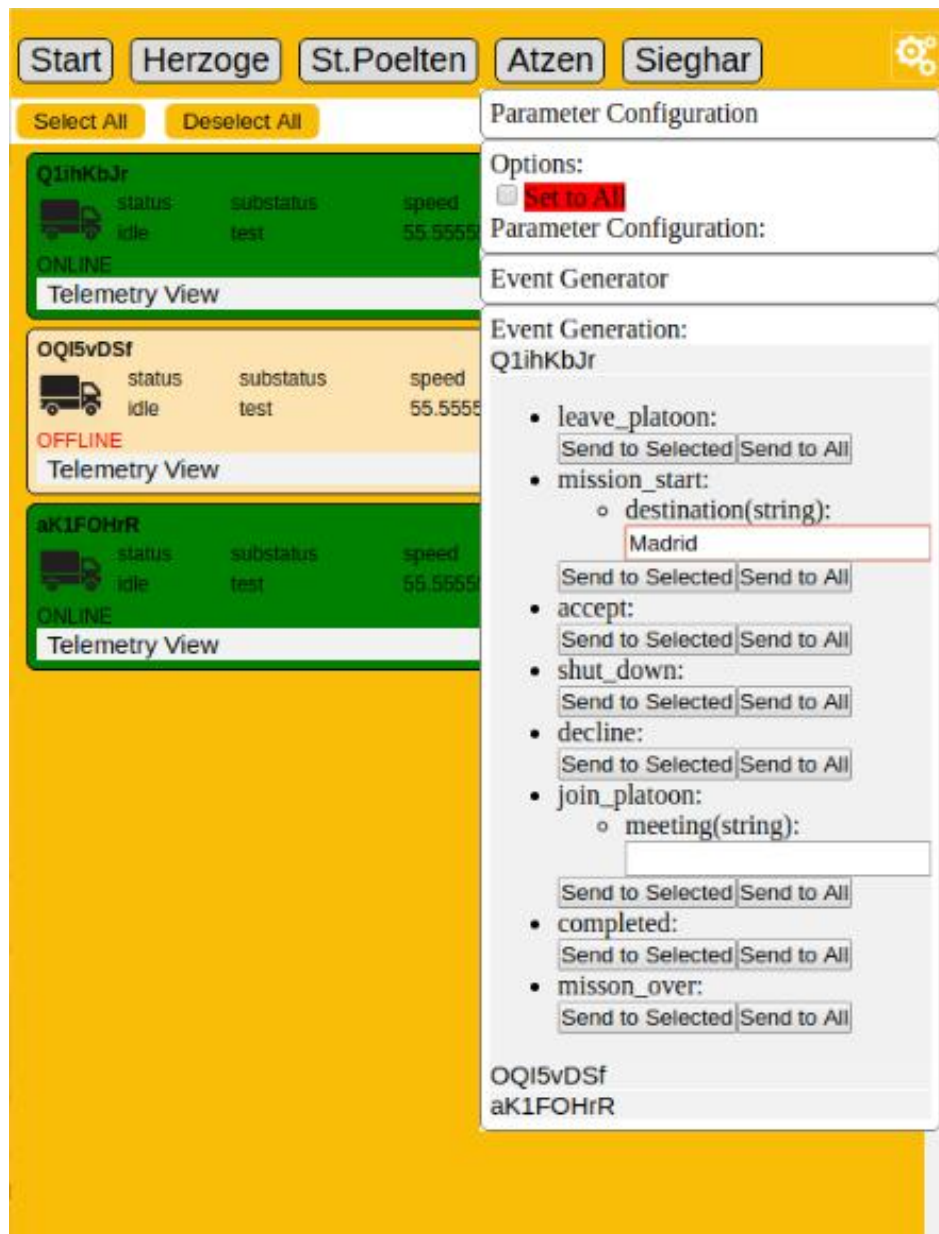 Start Herzoge St.Poelten Atzen Sieghar
Select All Deselect All
Q1ihKbJr
status substatus speed
idle test 55.5555
ONLINE
Telemetry View
OQI5vDSf
status substatus speed
idle test 55.5555
OFFLINE
Telemetry View
aK1FOHrR
status substatus speed
idle test 55.5555
ONLINE
Telemetry View
Parameter Configuration
Options:
Set to All
Parameter Configuration:
Event Generator
Event Generation:
Q1ihKbJr
leave_platoon:
Send to Selected Send to All
mission_start:
destination(string):
Madrid
Send to Selected Send to All
accept:
Send to Selected Send to All
shut_down:
Send to Selected Send to All
decline:
Send to Selected Send to All
join_platoon:
meeting(string):
Send to Selected Send to All
completed:
Send to Selected Send to All
misson_over:
Send to Selected Send to All
OQI5vDSf
aK1FOHrR